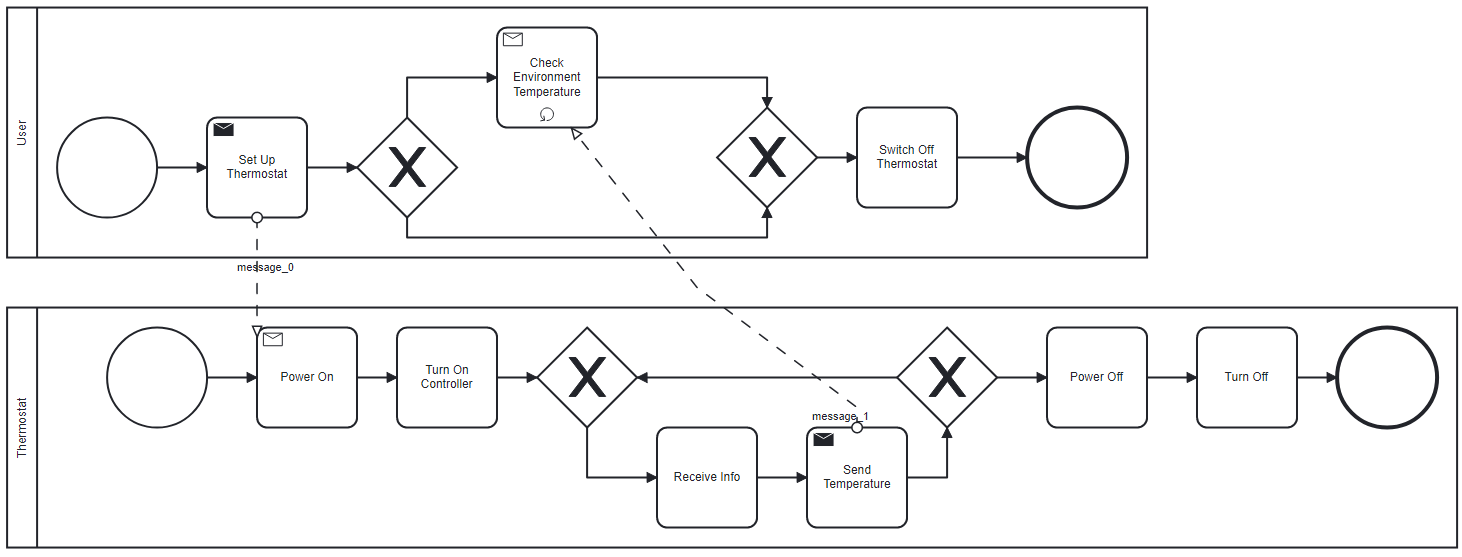 User
Set Up
Thermostat
Check
Environment
Temperature
Switch Off
Thermostat
message_0
Thermostat
Power On
Turn On
Controller
Receive Info
message_1
Send
Temperature
Power Off
Turn Off